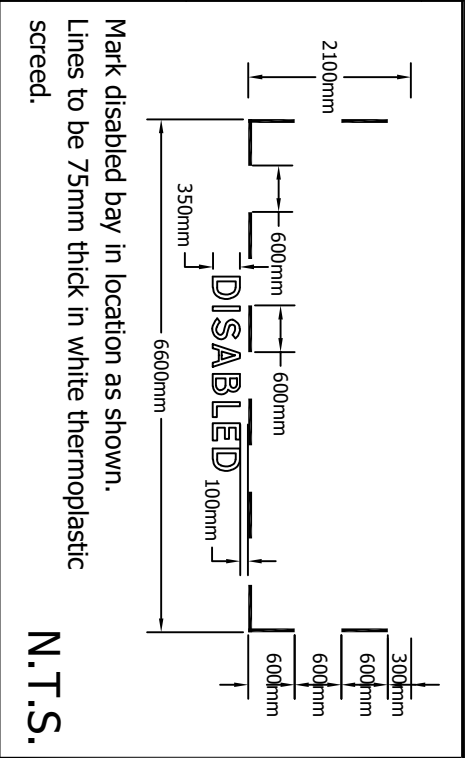 2100mm
600mm
600mm
300mm
600mm
600mm
600mm
350mm
DISABLED
100mm
6600mm
Mark disabled bay in location as shown.
Lines to be 75mm thick in white thermoplastic
screed.
N.T.S.